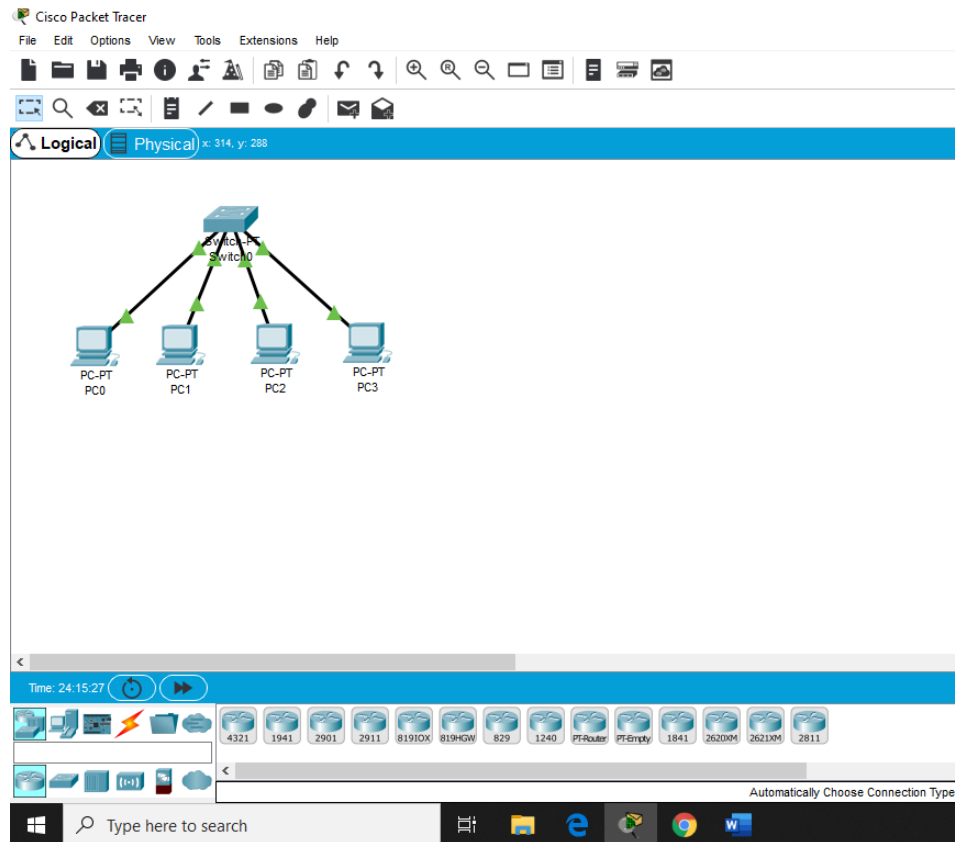 Cisco Packet Tracer
File Edit Options View Tools Extensions Help
R
Logical Physical x: 314, y: 288
Switch-PT
Switch0
PC-PT PC-PT PC-PT PC-PT
PC0 PC1 PC2 PC3
Time: 24:15:27
4321 1941 2901 2911 819IOX 819HGW 829 1240 PT-Router PT-Empty 1841 2620XM 2621XM 2811
Automatically Choose Connection Type
Type here to search